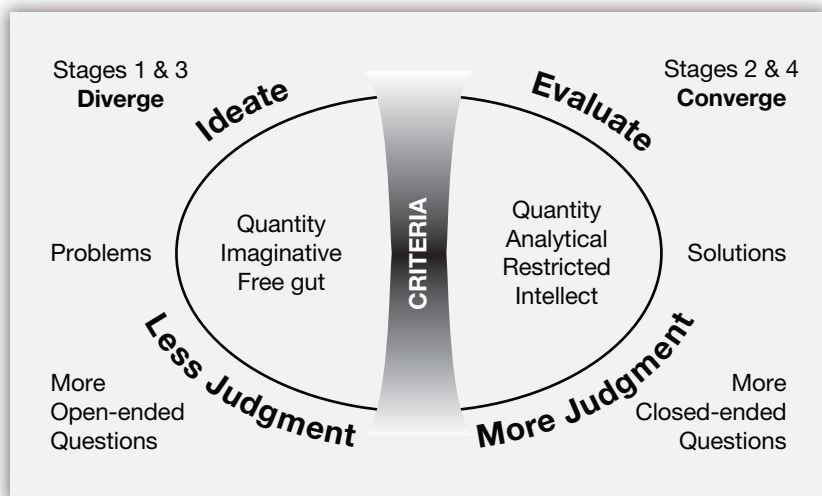 Stages 1 & 3
Diverge
Ideate
Problems
Quantity
Imaginative
Free gut
Less Judgment
More
Open-ended
Questions
CRITERIA
Stages 2 & 4
Converge
Evaluate
Quantity
Analytical
Restricted
Intellect
Solutions
More Judgment
More
Closed-ended
Questions